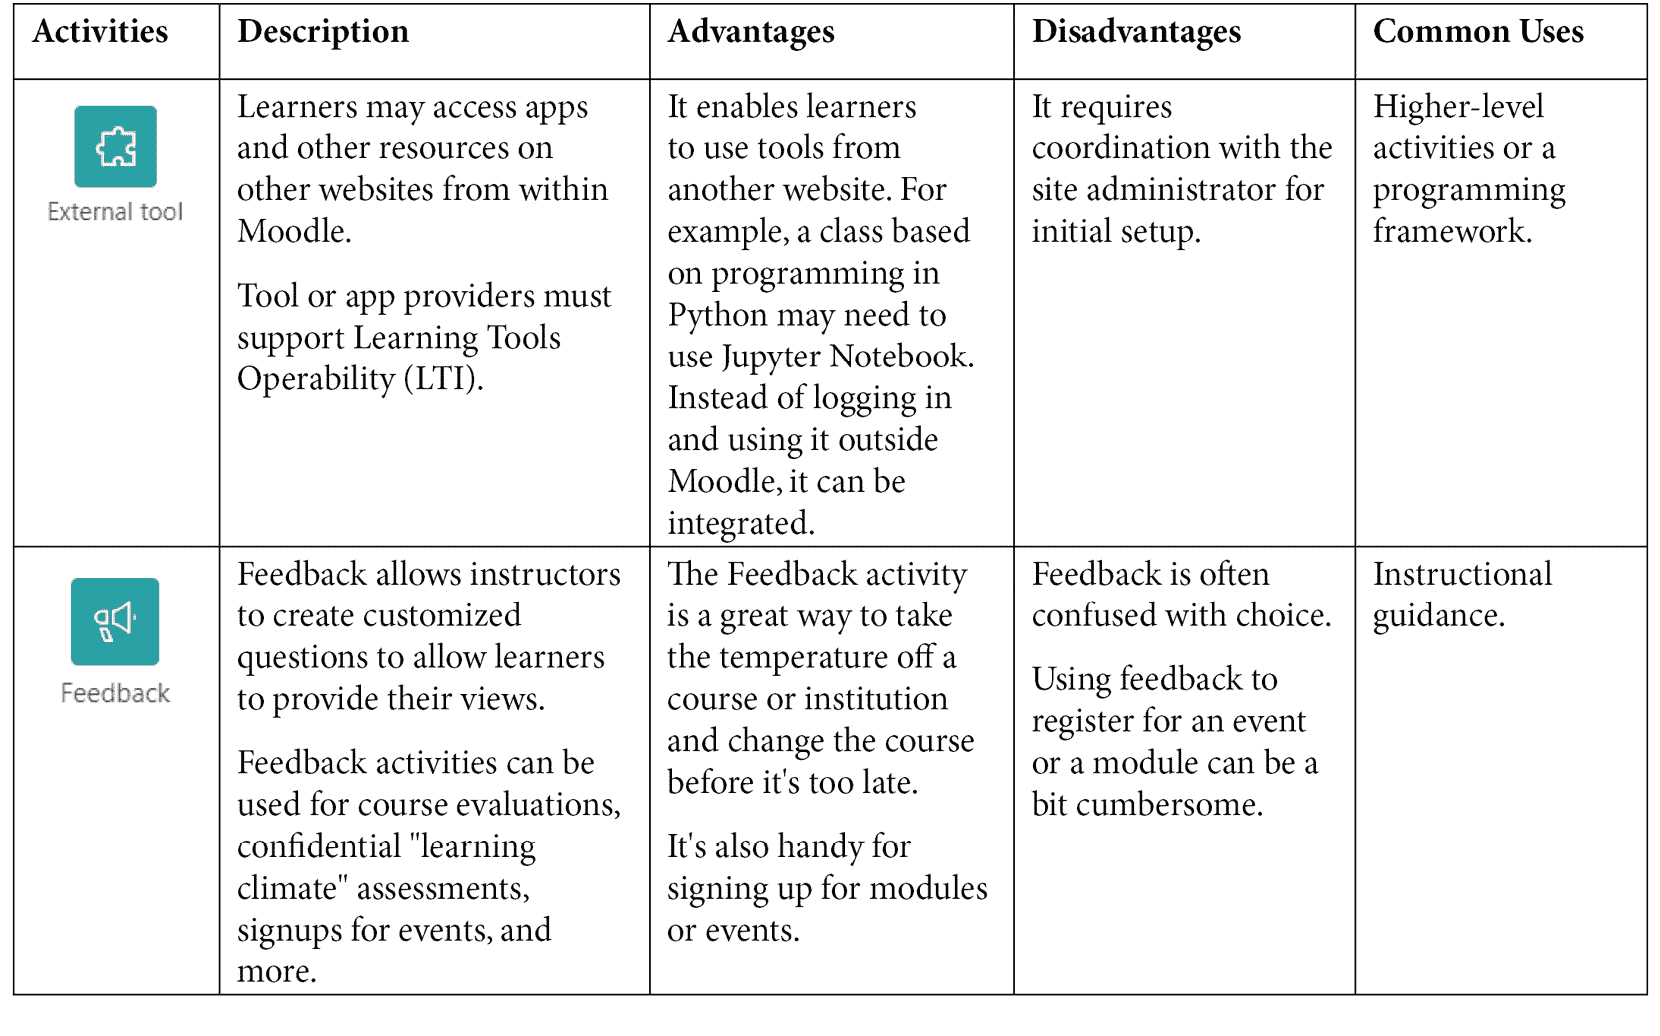 Activities
Description
Advantages
Disadvantages
Common Uses
External tool
Learners may access apps
and other resources on
other websites from within
Moodle.
Tool or app providers must
support Learning Tools
Operability (LTI).
It enables learners
to use tools from
another website. For
example, a class based
on programming in
Python may need to
use Jupyter Notebook.
Instead of logging in
and using it outside
Moodle, it can be
integrated.
It requires
coordination with the
site administrator for
initial setup.
Higher-level
activities or a
programming
framework.
Feedback
Feedback allows instructors
to create customized
questions to allow learners
to provide their views.
Feedback activities can be
used for course evaluations,
confidential "learning
climate" assessments,
signups for events, and
more.
The Feedback activity
is a great way to take
the temperature off a
course or institution
and change the course
before it's too late.
It's also handy for
signing up for modules
or events.
Feedback is often
confused with choice.
Using feedback to
register for an event
or a module can be a
bit cumbersome.
Instructional
guidance.